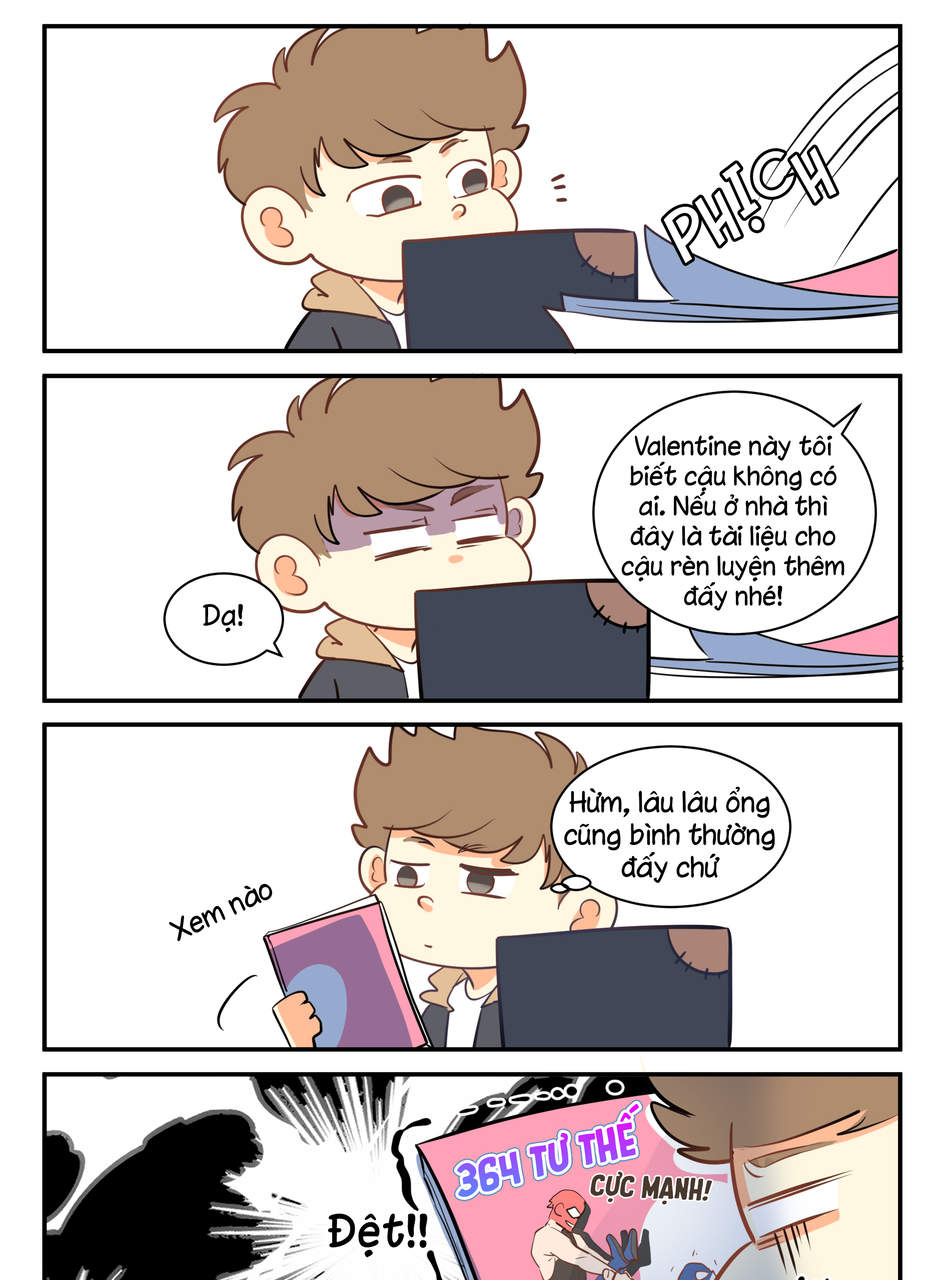 PHỊCH
Valentine này tôi
biết cậu không có
ai. Nếu ở nhà thì
đây là tài liệu cho
cậu rèn luyện thêm
đấy nhé!
Dạ!
Hừm, lâu lâu ổng
cũng bình thường
đấy chứ
Xem nào
364 TƯ THẾ
CỰC MẠNH!
Đệt!!